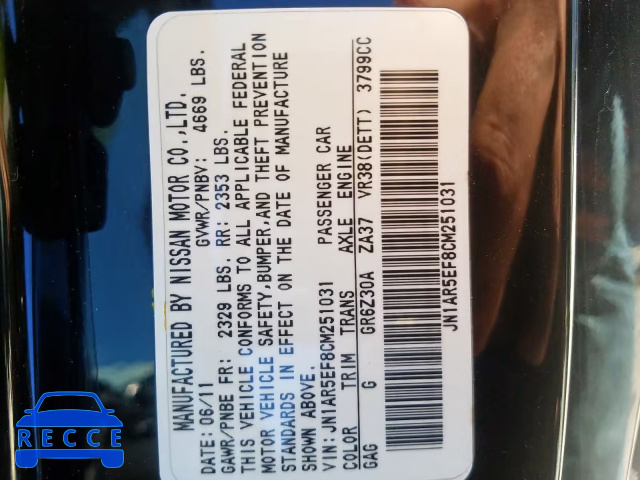 MANUFACTURED BY NISSAN MOTOR CO.,LTD.
DATE: 06/11 GVWR/PNBV: 4669 LBS.
GAWR/PNBE FR: 2329 LBS. RR: 2353 LBS.
THIS VEHICLE CONFORMS TO ALL APPLICABLE FEDERAL
MOTOR VEHICLE SAFETY,BUMPER,AND THEFT PREVENTION
STANDARDS IN EFFECT ON THE DATE OF MANUFACTURE
SHOWN ABOVE.
VIN:JN1AR5EF8CM251031 PASSENGER CAR
COLOR TRIM TRANS AXLE ENGINE
GAG G GR6Z30A ZA37 VR38(DETT) 3799CC
JN1AR5EF8CM251031
RECCE